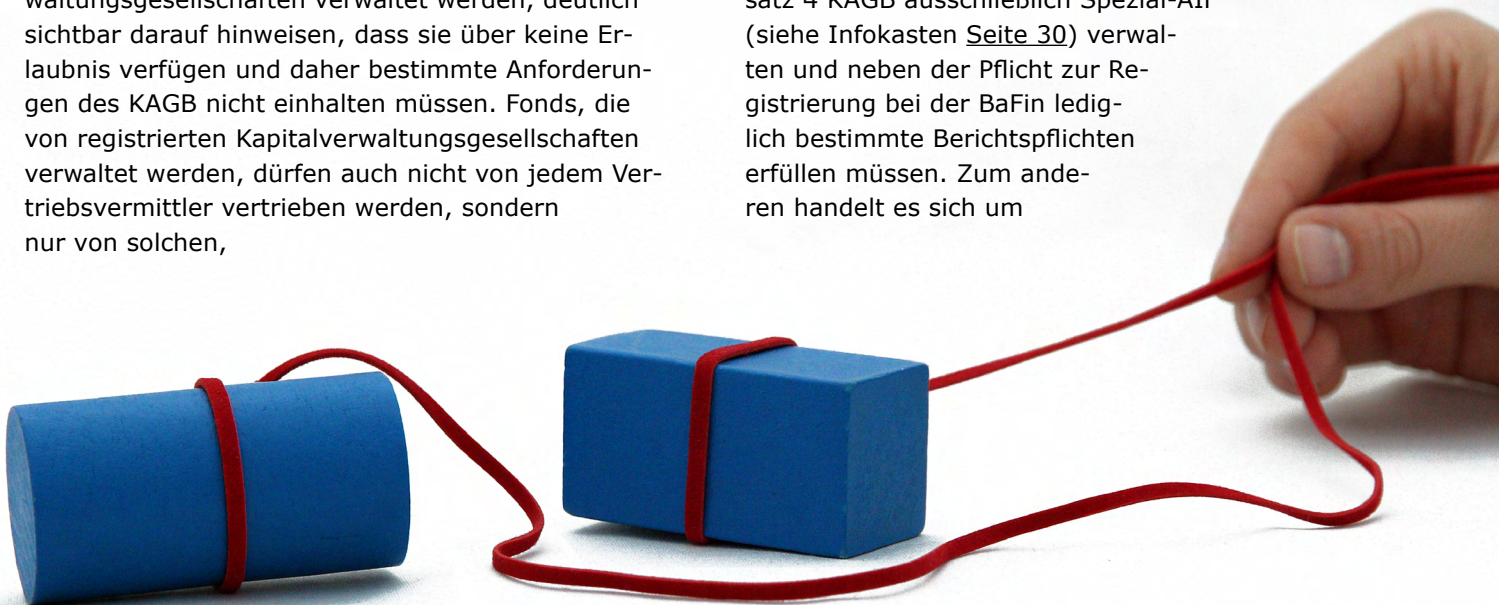 waltungsgesellschaften verwaltet werden, deutlich
sichtbar darauf hinweisen, dass sie über keine Er-
laubnis verfügen und daher bestimmte Anforderun-
gen des KAGB nicht einhalten müssen. Fonds, die
von registrierten Kapitalverwaltungsgesellschaften
verwaltet werden, dürfen auch nicht von jedem Ver-
triebsvermittler vertrieben werden, sondern
nur von solchen,
satz 4 KAGB ausschließlich Spezial-AIF
(siehe Infokasten Seite 30) verwal-
ten und neben der Pflicht zur Re-
gistrierung bei der BaFin ledig-
lich bestimmte Berichtspflichten
erfüllen müssen. Zum ande-
ren handelt es sich um